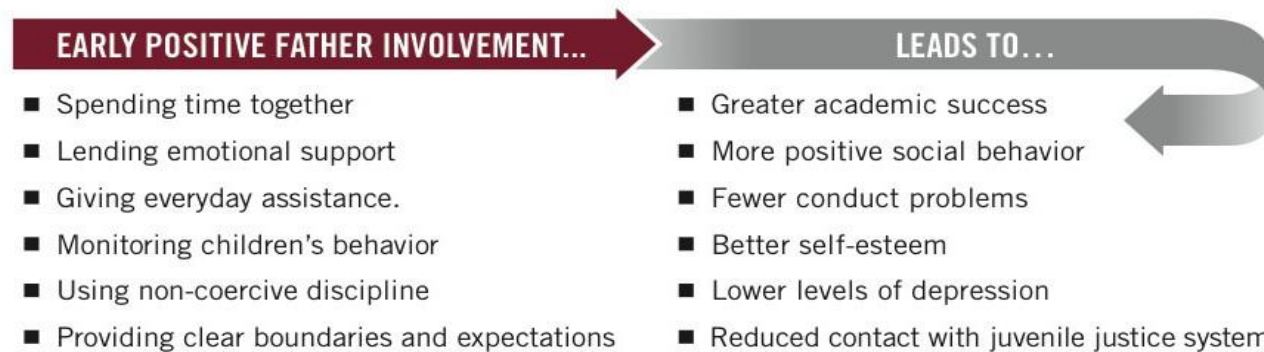 EARLY POSITIVE FATHER INVOLVEMENT...
■ Spending time together
■ Lending emotional support
■ Giving everyday assistance.
■ Monitoring children's behavior
■ Using non-coercive discipline
■ Providing clear boundaries and expectations
LEADS TO...
■ Greater academic success
■ More positive social behavior
■ Fewer conduct problems
■ Better self-esteem
■ Lower levels of depression
■ Reduced contact with juvenile justice system